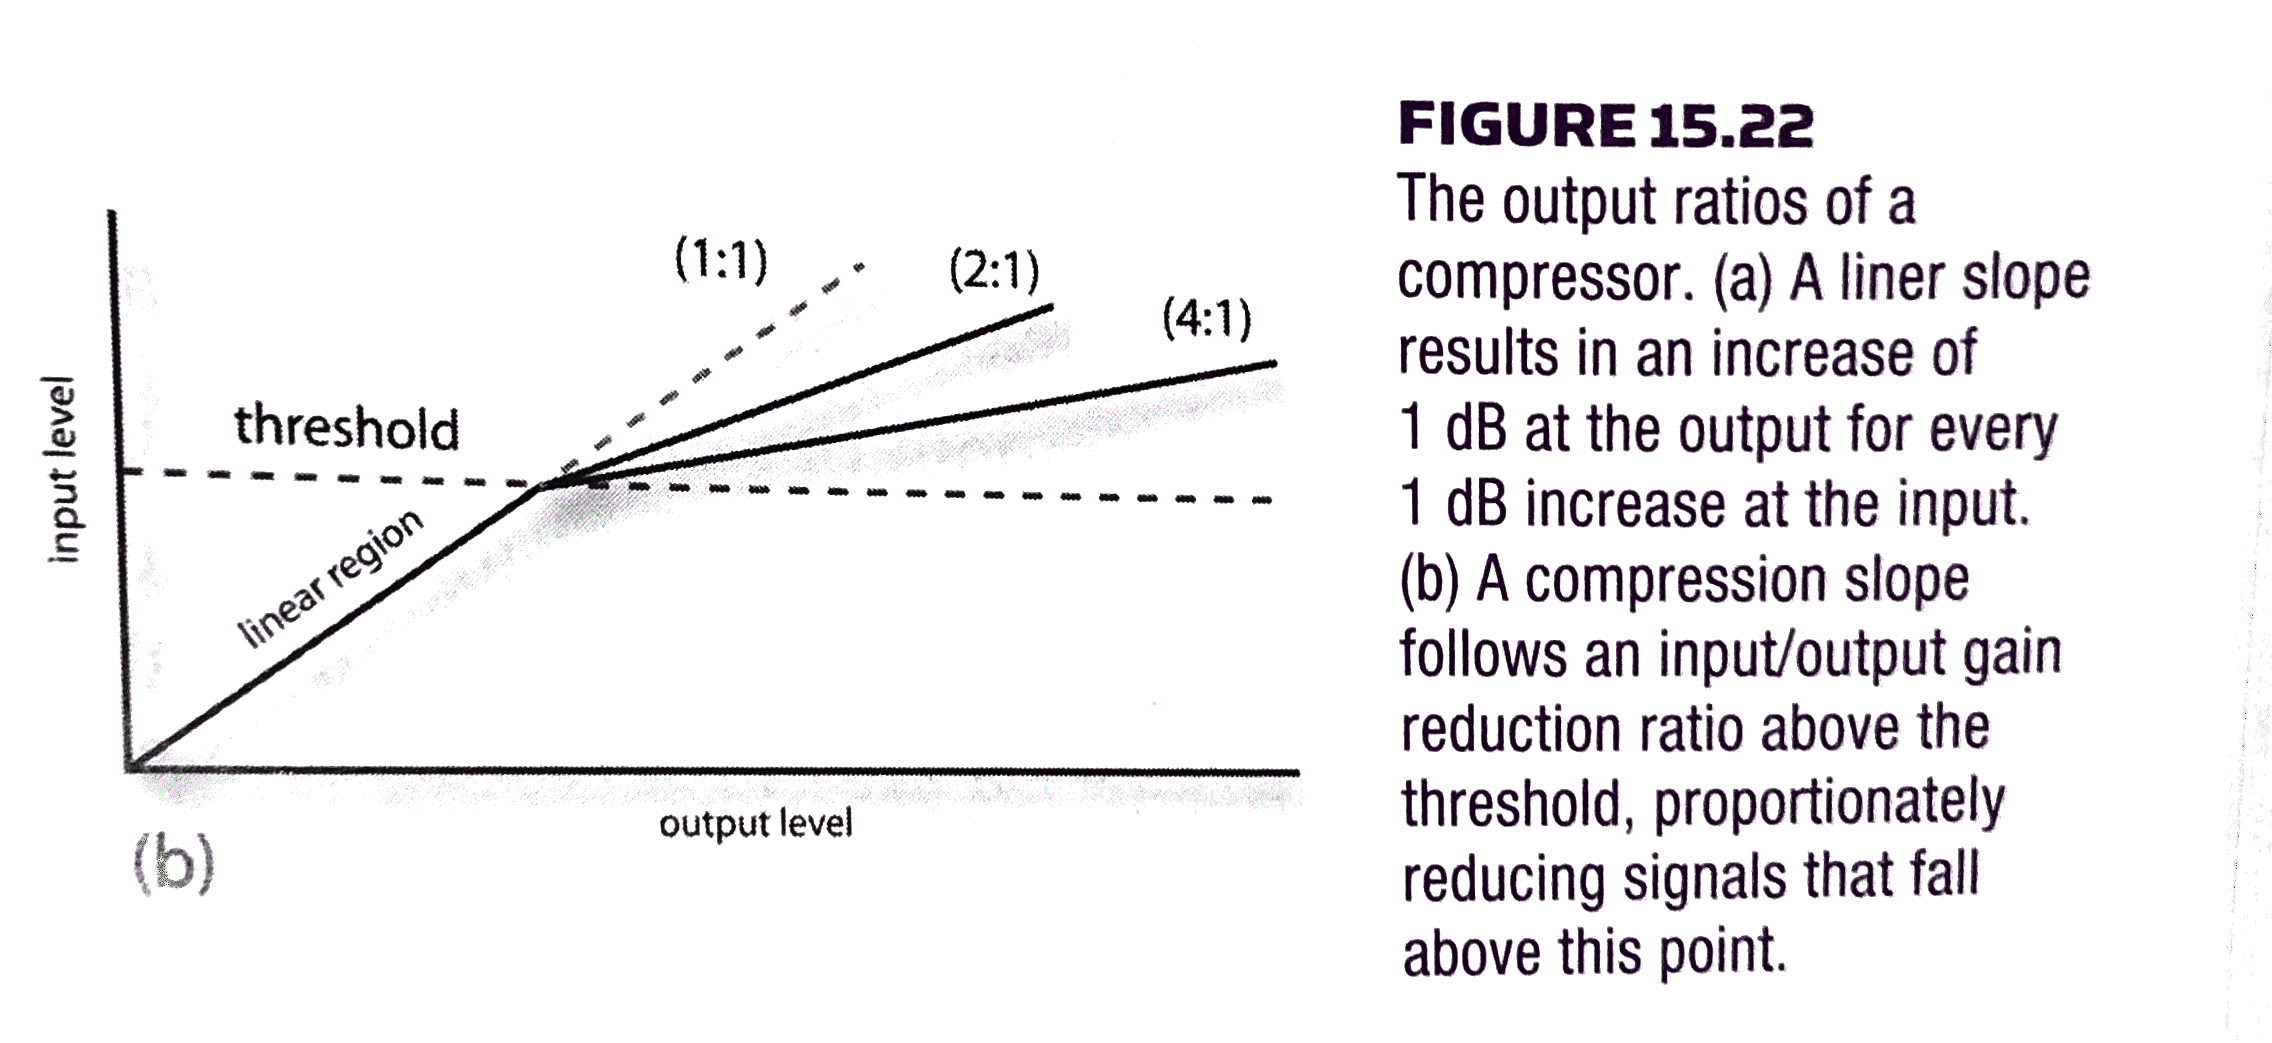 (1:1)
(2:1)
(4:1)
threshold
input level
linear region
output level
(b)
FIGURE 15.22
The output ratios of a
compressor. (a) A liner slope
results in an increase of
1 dB at the output for every
1 dB increase at the input.
(b) A compression slope
follows an input/output gain
reduction ratio above the
threshold, proportionately
reducing signals that fall
above this point.